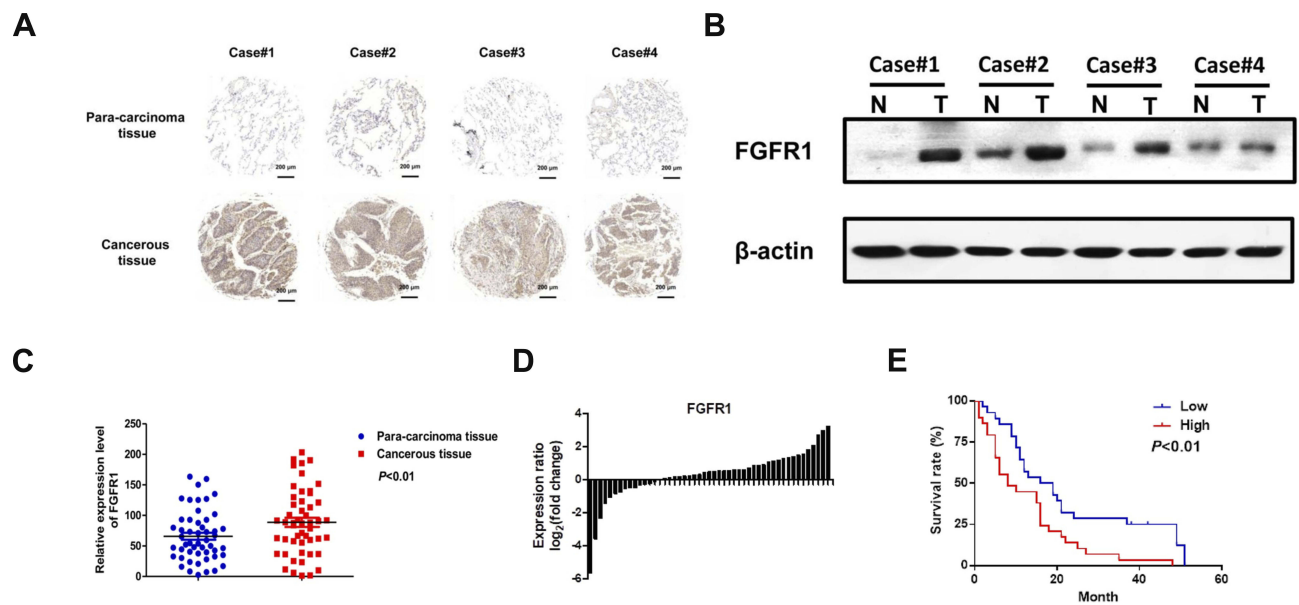 A
Case#1 Case#2 Case#3 Case#4
Para-carcinoma
tissue
200 µm 200 µm 200 µm 200 µm
Cancerous
tissue
200 µm 200 µm 200 µm 200 µm
B
Case#1 Case#2 Case#3 Case#4
N T N T N T N T
FGFR1
β-actin
C
Relative expression level
of FGFR1
250
200
150
100
50
0
Para-carcinoma tissue
Cancerous tissue
P<0.01
D
FGFR1
Expression ratio
log2(fold change)
4
2
0
-2
-4
-6
E
Survival rate (%)
100
75
50
25
0
0 20 40 60
Month
Low
High
P<0.01